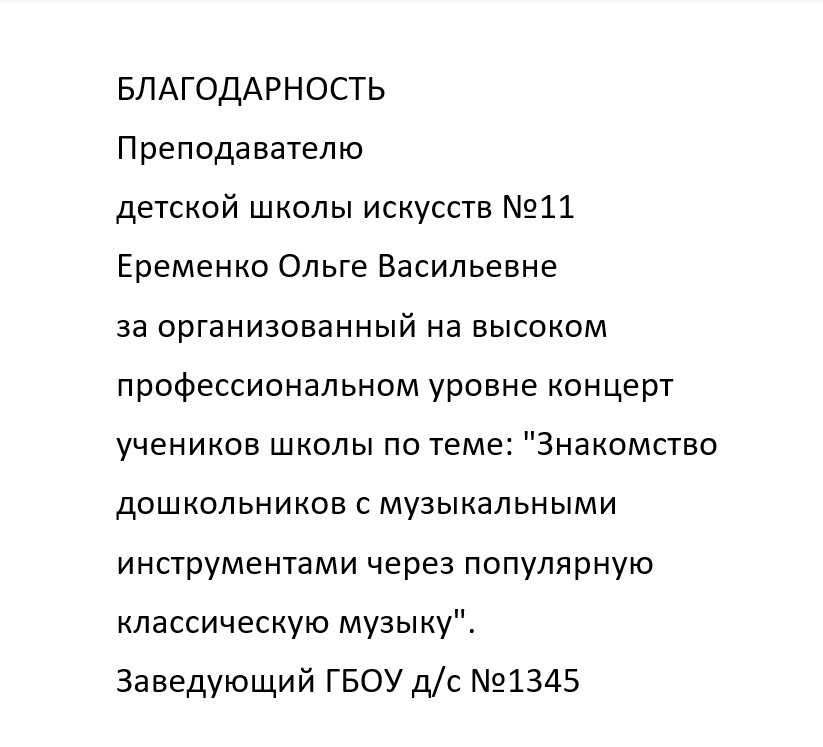 БЛАГОДАРНОСТЬ
Преподавателю
детской школы искусств №11
Еременко Ольге Васильевне
за организованный на высоком
профессиональном уровне концерт
учеников школы по теме: "Знакомство
дошкольников с музыкальными
инструментами через популярную
классическую музыку".
Заведующий ГБОУ д/с №1345